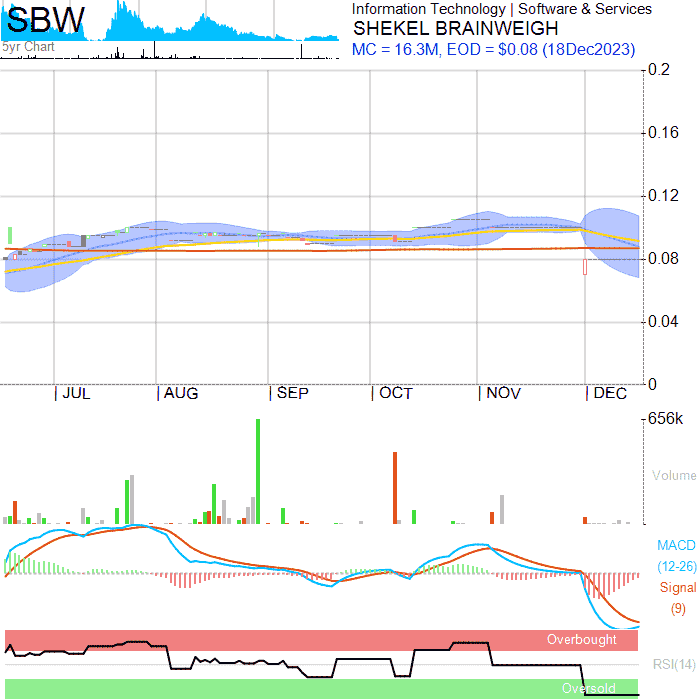 SBW
5yr Chart
Information Technology | Software & Services
SHEKEL BRAINWEIGH
MC = 16.3M, EOD = $0.08 (18Dec2023)
0.2
0.16
0.12
0.08
0.04
0
| JUL | AUG | SEP | OCT | NOV | DEC
656k
Volume
MACD
(12-26)
Signal
(9)
Overbought
RSI(14)
Oversold